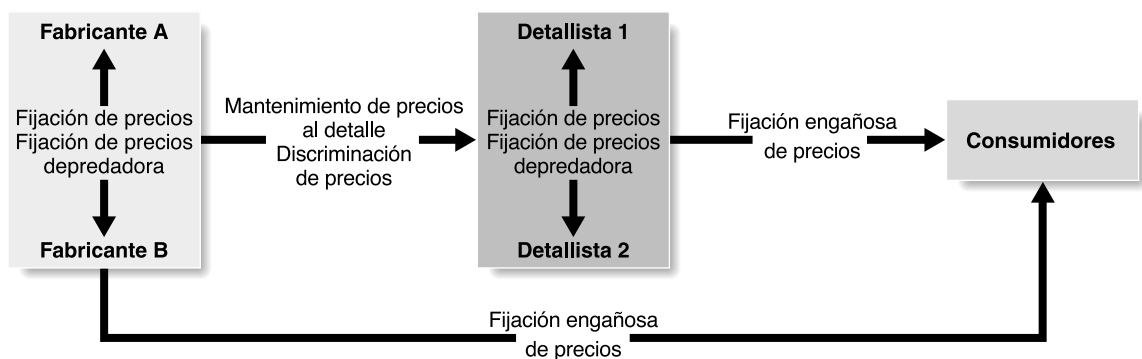 Fabricante A
Fijación de precios
Fijación de precios
depredadora
Fabricante B
Mantenimiento de precios
al detalle
Discriminación
de precios
Detallista 1
Fijación de precios
Fijación de precios
depredadora
Detallista 2
Fijación engañosa
de precios
Consumidores
Fijación engañosa
de precios